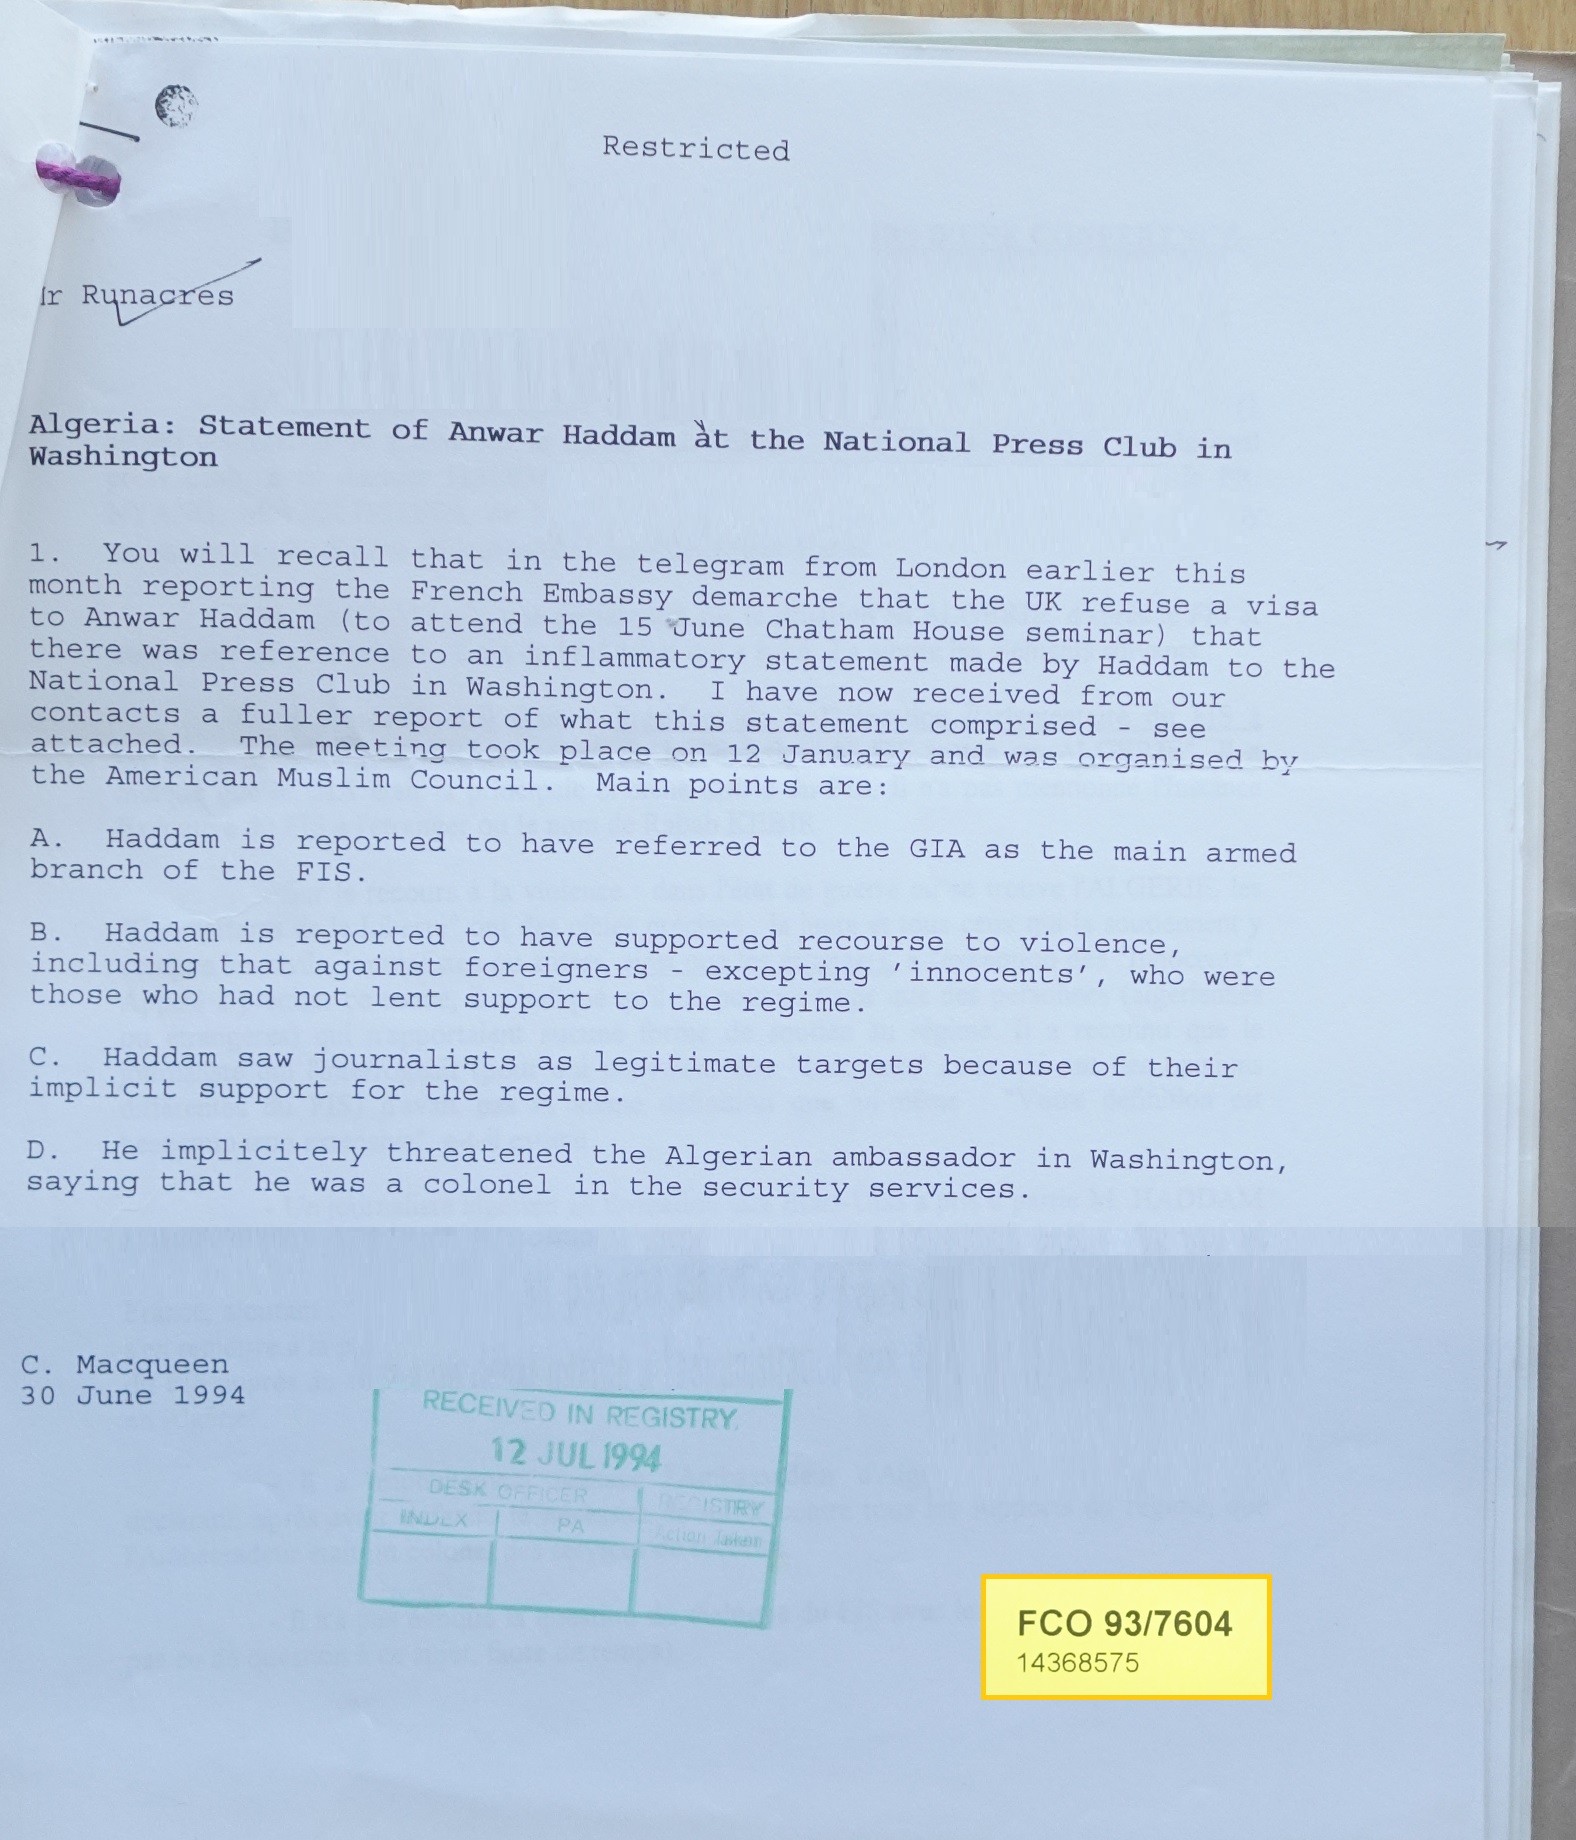 Restricted
Runacres
Algeria: Statement of Anwar Haddam at the National Press Club in
Washington
1. You will recall that in the telegram from London earlier this
month reporting the French Embassy demarche that the UK refuse a visa
to Anwar Haddam (to attend the 15 June Chatham House seminar) that
there was reference to an inflammatory statement made by Haddam to the
National Press Club in Washington. I have now received from our
contacts a fuller report of what this statement comprised - see
attached. The meeting took place on 12 January and was organised by
the American Muslim Council. Main points are:
A. Haddam is reported to have referred to the GIA as the main armed
branch of the FIS.
B. Haddam is reported to have supported recourse to violence,
including that against foreigners - excepting 'innocents', who were
those who had not lent support to the regime.
C. Haddam saw journalists as legitimate targets because of their
implicit support for the regime.
D. He implicitely threatened the Algerian ambassador in Washington,
saying that he was a colonel in the security services.
C. Macqueen
30 June 1994
RECEIVED IN REGISTRY.
12 JUL 1994
DESK OFFICER REGISTRY
INDEX PA Action Taken
FCO 93/7604
14368575